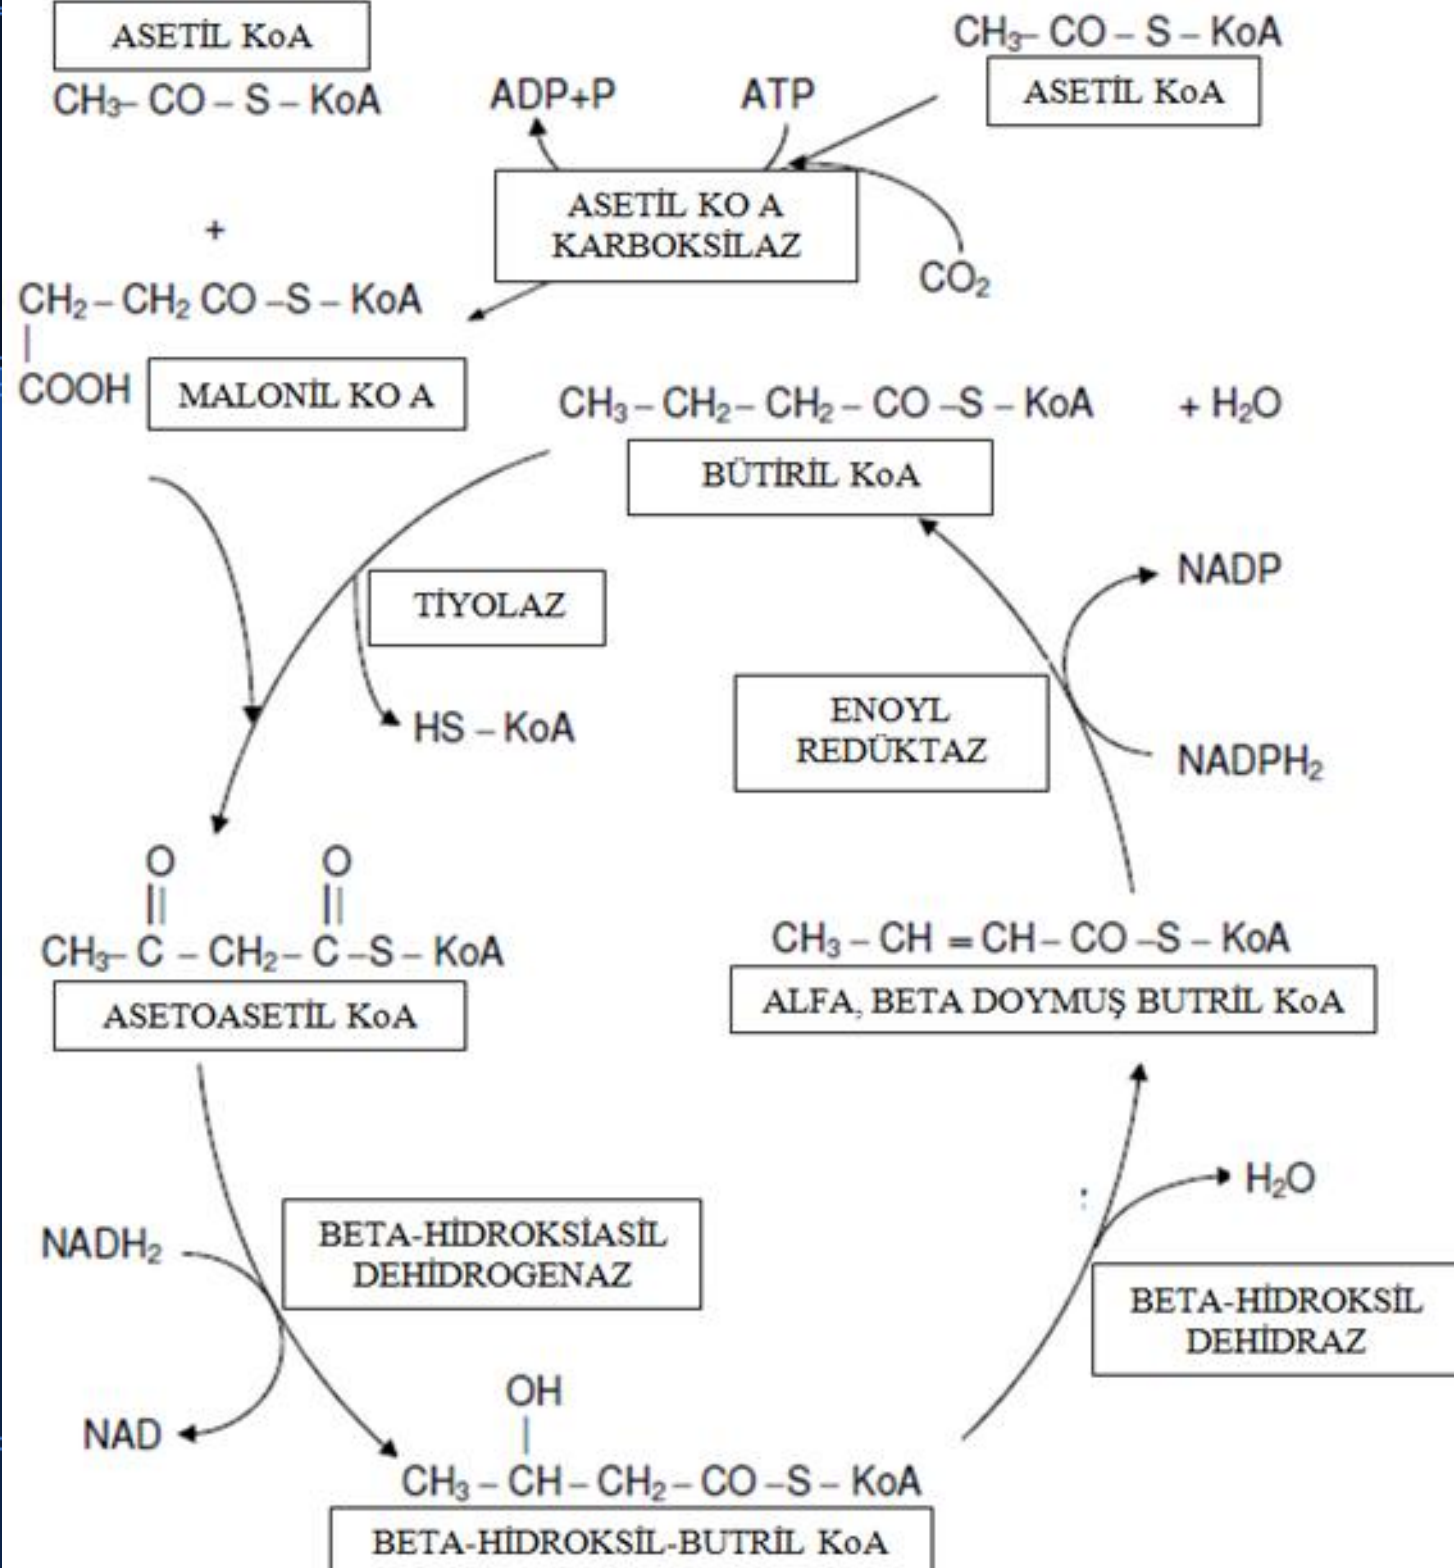 ASETİL KoA
CH₃– CO – S – KoA
ADP+P
ATP
CH₃– CO – S – KoA
ASETİL KoA
ASETİL KO A
KARBOKSİLAZ
CO₂
+
CH₂ – CH₂ CO –S – KoA
|
COOH
MALONİL KO A
CH₃ – CH₂– CH₂ – CO –S – KoA + H₂O
BÜTİRİL KoA
TİYOLAZ
HS – KoA
NADP
ENOYL
REDÜKTAZ
NADPH₂
O O
|| ||
CH₃– C – CH₂– C –S – KoA
ASETOASETİL KoA
CH₃ – CH = CH – CO –S – KoA
ALFA, BETA DOYMUŞ BUTRİL KoA
NADH₂
BETA-HİDROKSİASİL
DEHİDROGENAZ
NAD
H₂O
BETA-HİDROKSİL
DEHİDRAZ
OH
|
CH₃ – CH – CH₂ – CO –S – KoA
BETA-HİDROKSİL-BUTRİL KoA